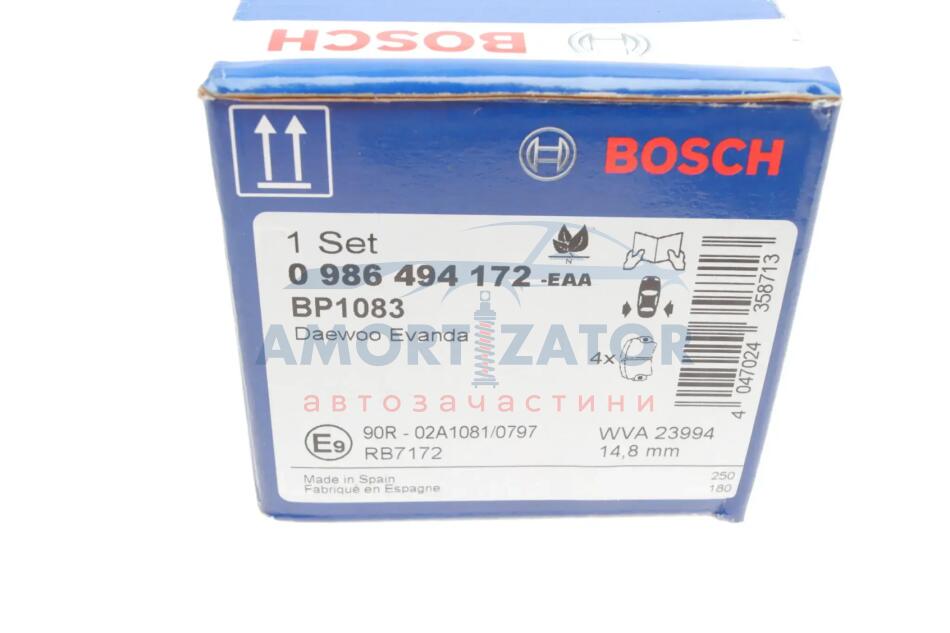 BOSCH
BOSCH
1 Set
0 986 494 172 -EAA
BP1083
Daewoo Evanda
N
4x
4 047024 358713
AMORTIZATOR
автозачастини
E9
90R - 02A1081/0797
RB7172
WVA 23994
14,8 mm
Made in Spain
Fabriqué en Espagne
250
180